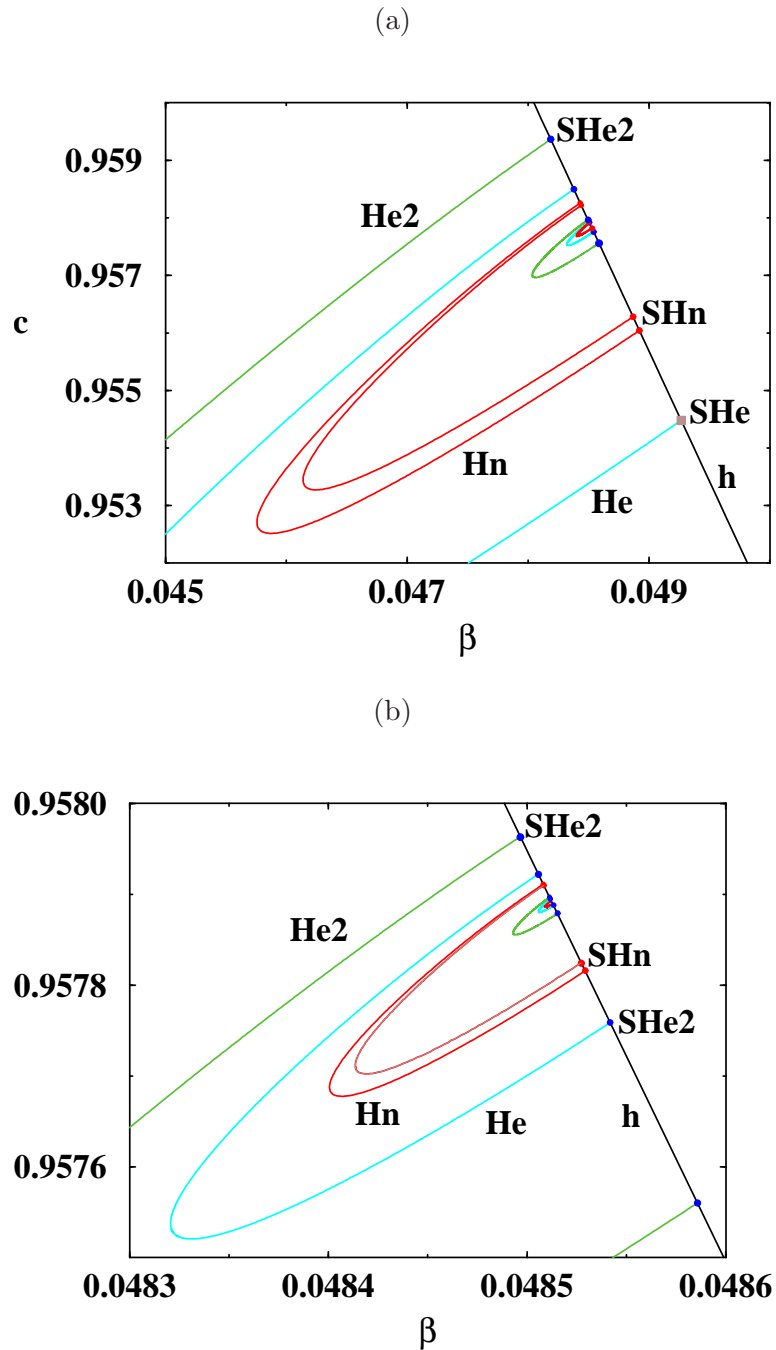 (a)
0.959
SHe2
He2
0.957
c
SHn
0.955
SHe
Hn
He
h
0.953
0.045
0.047
0.049
β
(b)
0.9580
SHe2
He2
SHn
0.9578
SHe2
Hn
He
h
0.9576
0.0483
0.0484
0.0485
0.0486
β